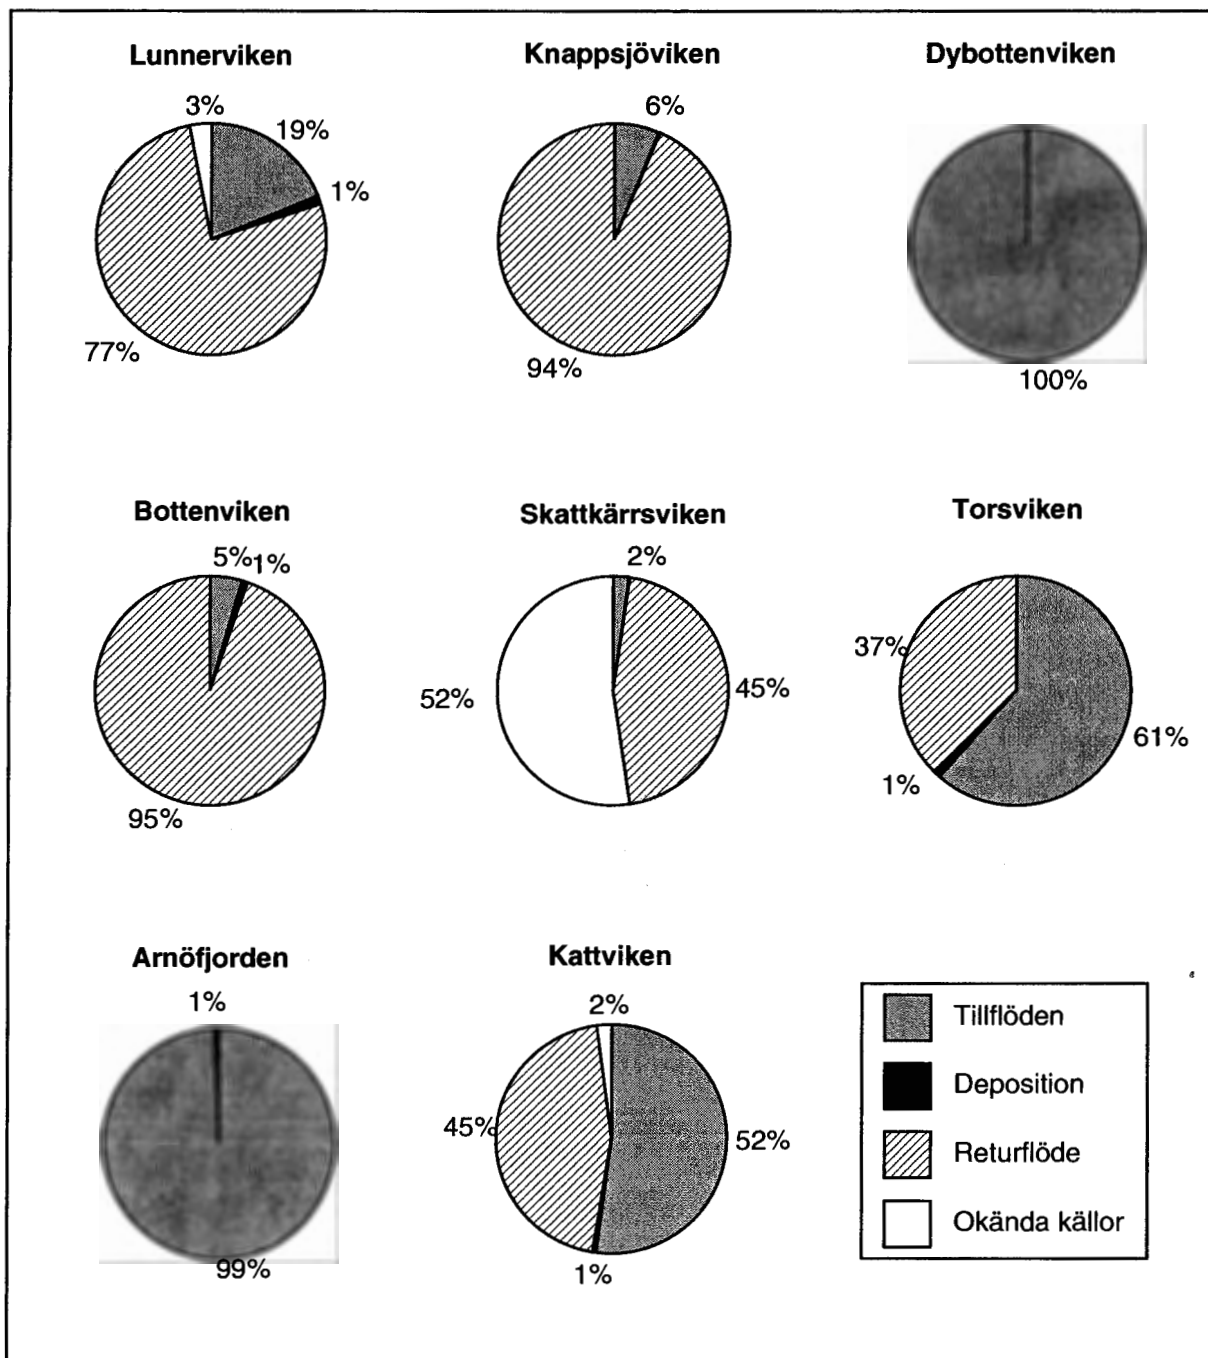 Lunnerviken
3%
19%
1%
77%
Knappsjöviken
6%
94%
Dybottenviken
100%
Bottenviken
5%
1%
95%
Skattkärrsviken
2%
45%
52%
Torsviken
37%
61%
1%
Arnöfjorden
1%
99%
Kattviken
2%
45%
52%
1%
Tillflöden
Deposition
Returflöde
Okända källor